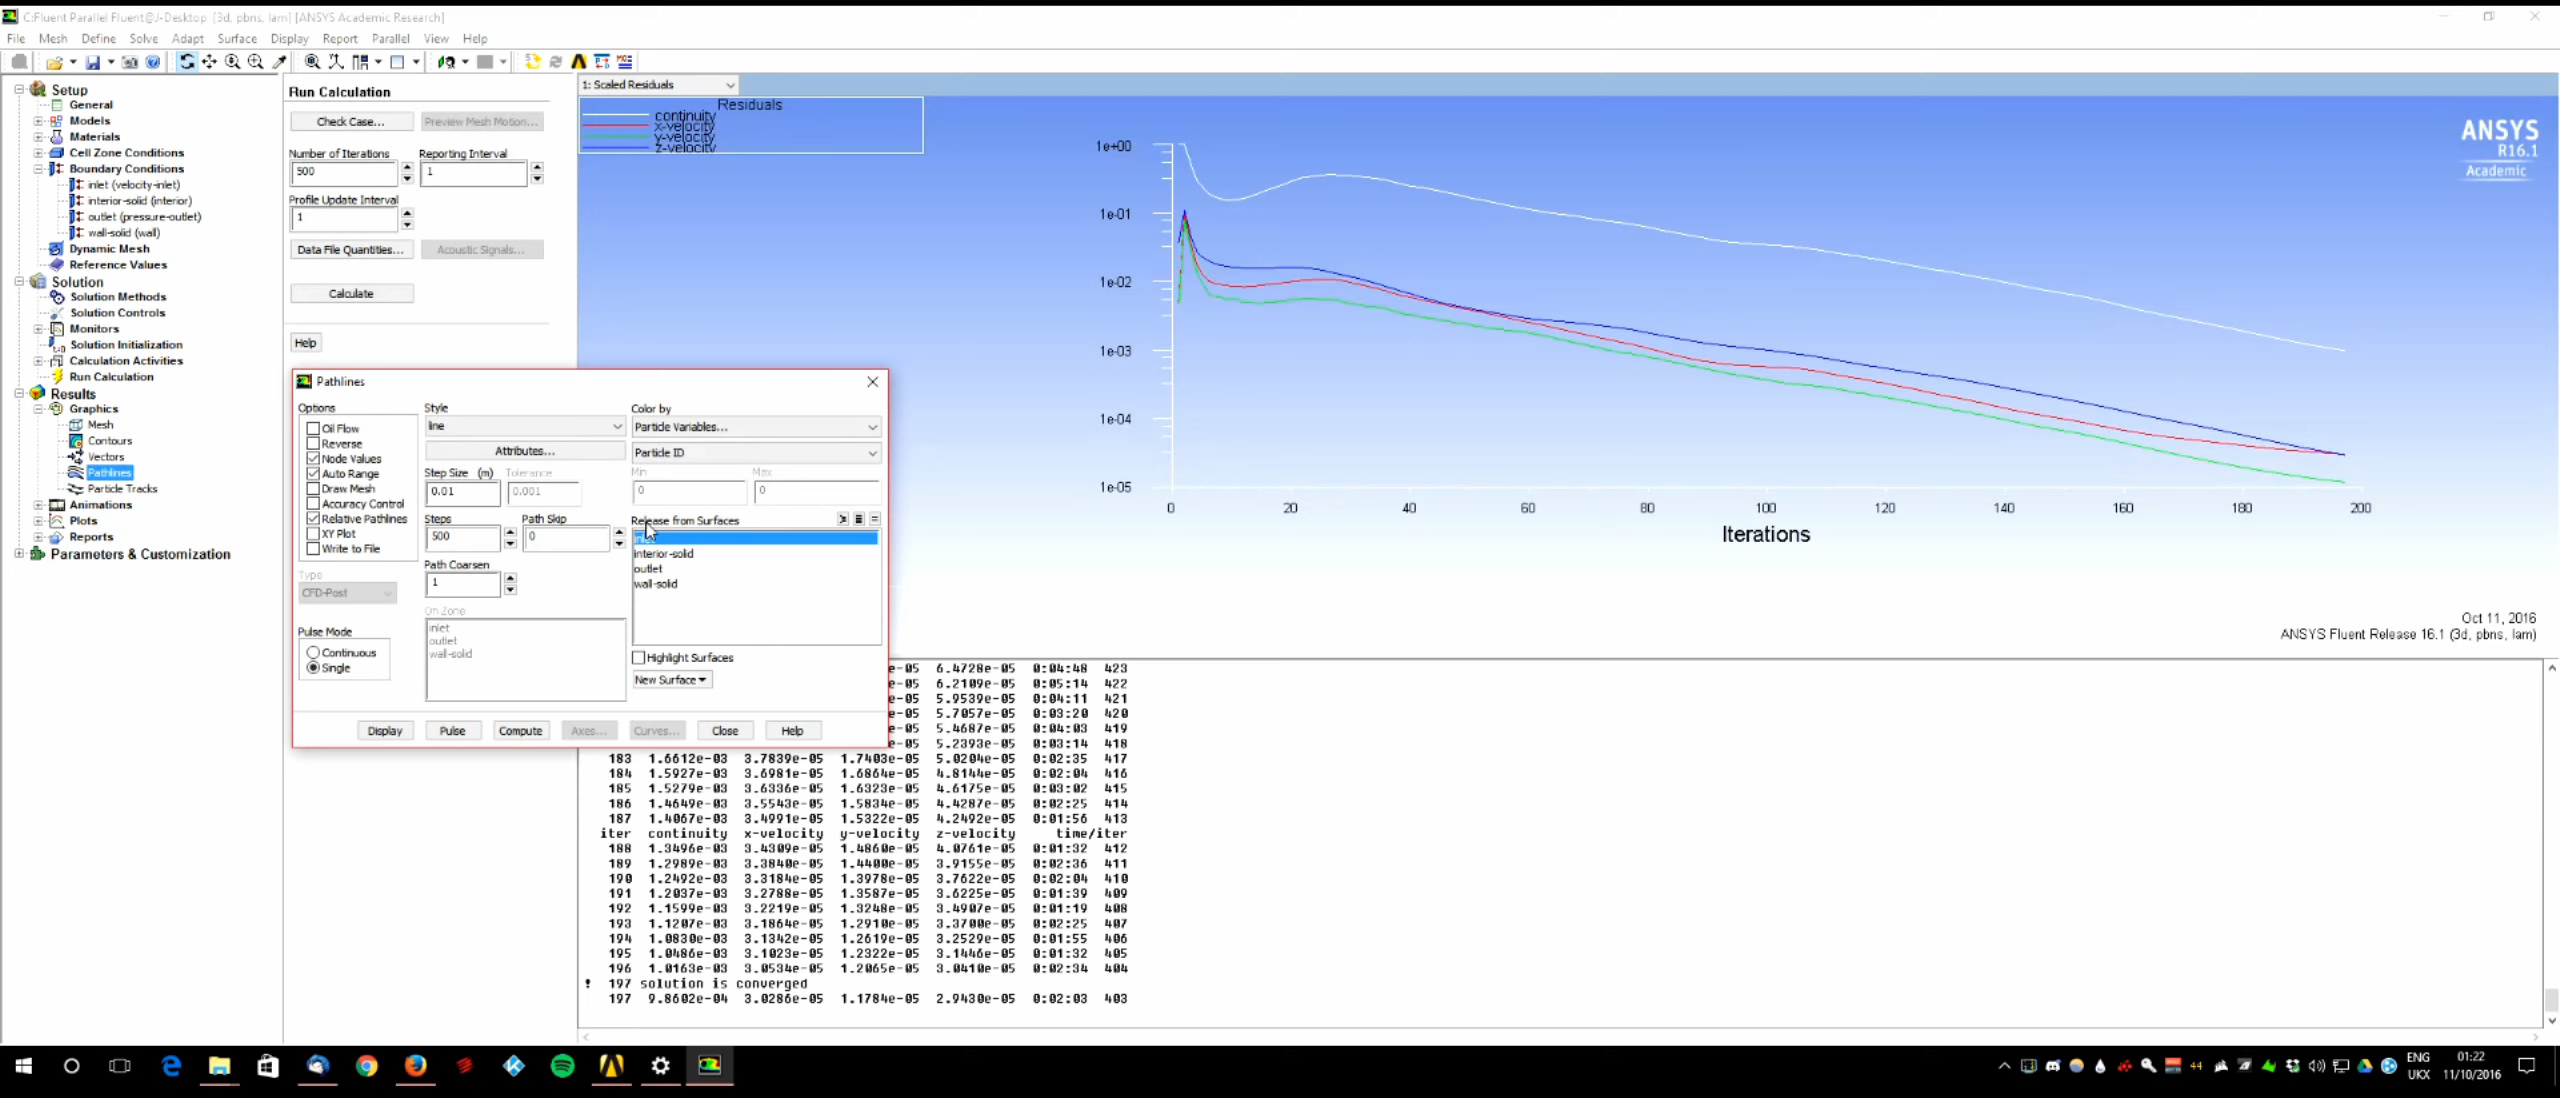 C:Fluent Parallel Fluent@J-Desktop [3d, pbns, lam] [ANSYS Academic Research]
File Mesh Define Solve Adapt Surface Display Report Parallel View Help
Setup
General
Models
Materials
Cell Zone Conditions
Boundary Conditions
inlet (velocity-inlet)
interior-solid (interior)
outlet (pressure-outlet)
wall-solid (wall)
Dynamic Mesh
Reference Values
Solution
Solution Methods
Solution Controls
Monitors
Solution Initialization
Calculation Activities
Run Calculation
Results
Graphics
Mesh
Contours
Vectors
Pathlines
Particle Tracks
Animations
Plots
Reports
Parameters & Customization
Run Calculation
Check Case... Preview Mesh Motion...
Number of Iterations Reporting Interval
500 1
Profile Update Interval
1
Data File Quantities... Acoustic Signals...
Calculate
Help
1: Scaled Residuals
Residuals
continuity
x-velocity
y-velocity
z-velocity
1e+00
1e-01
1e-02
1e-03
1e-04
1e-05
0 20 40 60 80 100 120 140 160 180 200
Iterations
ANSYS
R16.1
Academic
Oct 11, 2016
ANSYS Fluent Release 16.1 (3d, pbns, lam)
Pathlines
Options
Oil Flow
Reverse
Node Values
Auto Range
Draw Mesh
Accuracy Control
Relative Pathlines
XY Plot
Write to File
Type
CFD-Post
Pulse Mode
Continuous
Single
Style
line
Attributes...
Step Size (m) Tolerance
0.01 0.001
Steps Path Skip
500 0
Path Coarsen
1
On Zone
inlet
outlet
wall-solid
Color by
Particle Variables...
Particle ID
Min Max
0 0
Release from Surfaces
inlet
interior-solid
outlet
wall-solid
Highlight Surfaces
New Surface
Display Pulse Compute Axes... Curves... Close Help
e-05 6.4728e-05 0:04:48 423
e-05 6.2109e-05 0:05:14 422
e-05 5.9539e-05 0:04:11 421
e-05 5.7057e-05 0:03:20 420
e-05 5.4687e-05 0:04:03 419
e-05 5.2393e-05 0:03:14 418
183 1.6612e-03 3.7839e-05 1.7403e-05 5.0204e-05 0:02:35 417
184 1.5927e-03 3.6981e-05 1.6864e-05 4.8144e-05 0:02:04 416
185 1.5279e-03 3.6336e-05 1.6323e-05 4.6175e-05 0:03:02 415
186 1.4649e-03 3.5543e-05 1.5834e-05 4.4287e-05 0:02:25 414
187 1.4067e-03 3.4991e-05 1.5322e-05 4.2492e-05 0:01:56 413
iter continuity x-velocity y-velocity z-velocity time/iter
188 1.3496e-03 3.4309e-05 1.4860e-05 4.0761e-05 0:01:32 412
189 1.2989e-03 3.3840e-05 1.4400e-05 3.9155e-05 0:02:36 411
190 1.2492e-03 3.3184e-05 1.3978e-05 3.7622e-05 0:02:04 410
191 1.2037e-03 3.2788e-05 1.3587e-05 3.6225e-05 0:01:39 409
192 1.1599e-03 3.2219e-05 1.3248e-05 3.4907e-05 0:01:19 408
193 1.1207e-03 3.1864e-05 1.2910e-05 3.3700e-05 0:02:25 407
194 1.0830e-03 3.1342e-05 1.2619e-05 3.2529e-05 0:01:55 406
195 1.0486e-03 3.1023e-05 1.2322e-05 3.1446e-05 0:01:32 405
196 1.0163e-03 3.0534e-05 1.2065e-05 3.0410e-05 0:02:34 404
! 197 solution is converged
197 9.8602e-04 3.0286e-05 1.1784e-05 2.9430e-05 0:02:03 403
44
ENG
UKX
01:22
11/10/2016